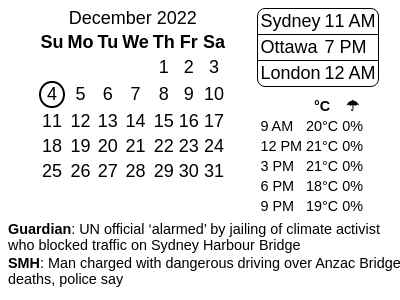 December 2022
Su Mo Tu We Th Fr Sa
1 2 3
4 5 6 7 8 9 10
11 12 13 14 15 16 17
18 19 20 21 22 23 24
25 26 27 28 29 30 31
Sydney 11 AM
Ottawa 7 PM
London 12 AM
°C ☂
9 AM 20°C 0%
12 PM 21°C 0%
3 PM 21°C 0%
6 PM 18°C 0%
9 PM 19°C 0%
Guardian: UN official ‘alarmed’ by jailing of climate activist
who blocked traffic on Sydney Harbour Bridge
SMH: Man charged with dangerous driving over Anzac Bridge
deaths, police say